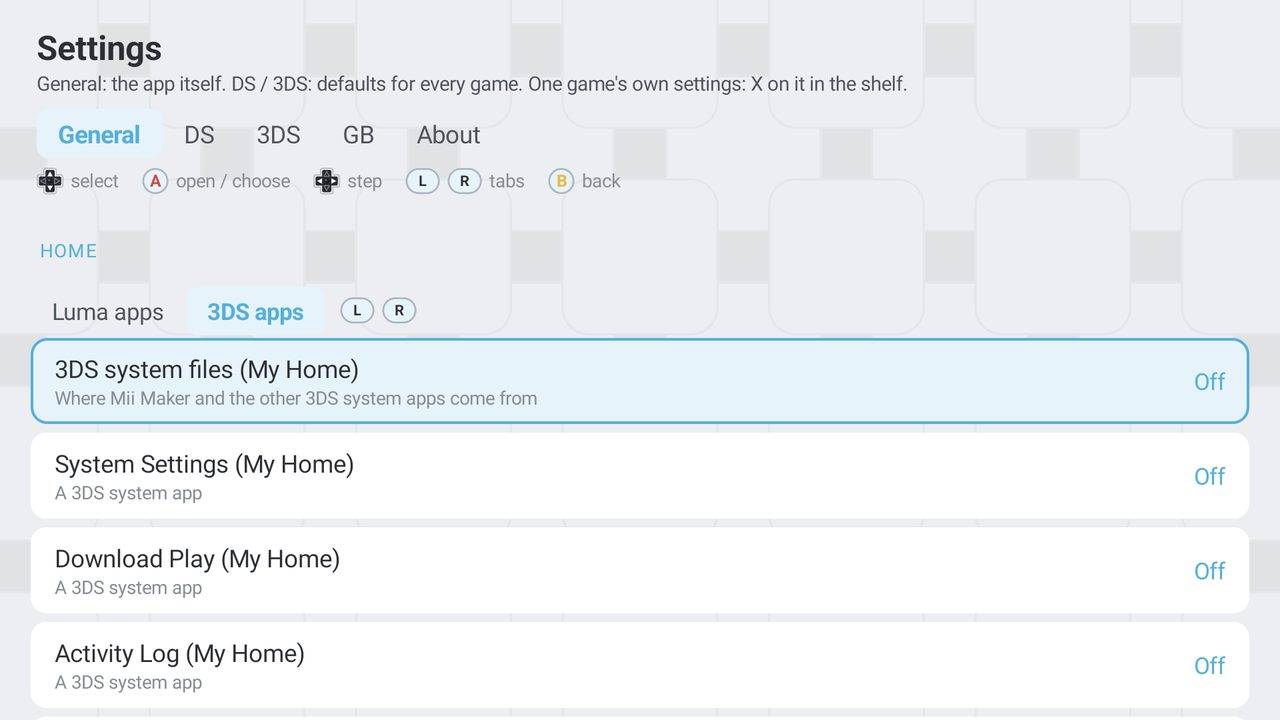 Settings
General: the app itself. DS / 3DS: defaults for every game. One game's own settings: X on it in the shelf.
General DS 3DS GB About
select A open / choose step L R tabs B back
HOME
Luma apps 3DS apps L R
3DS system files (My Home)
Where Mii Maker and the other 3DS system apps come from
Off
System Settings (My Home)
A 3DS system app
Off
Download Play (My Home)
A 3DS system app
Off
Activity Log (My Home)
A 3DS system app
Off